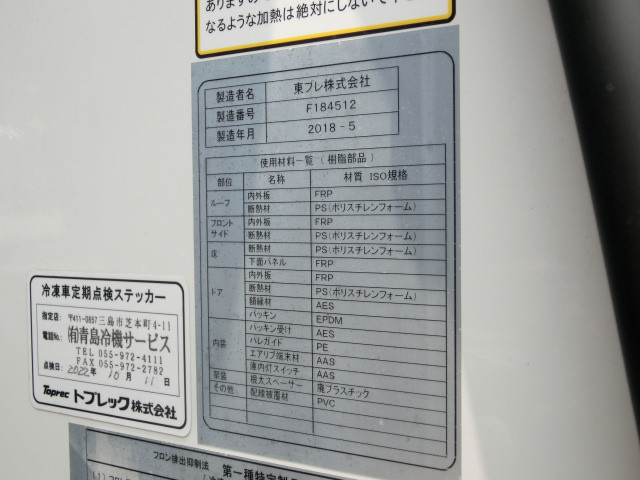 ありますの
なるような加熱は絶対にしないで
製造者名 東プレ株式会社
製造番号 F184512
製造年月 2018-5
使用材料一覧（樹脂部品）
部位 名称 材質 ISO規格
ルーフ 内外板 FRP
断熱材 PS(ポリスチレンフォーム)
フロント サイド 内外板 FRP
断熱材 PS(ポリスチレンフォーム)
床 断熱材 PS(ポリスチレンフォーム)
下面パネル FRP
ドア 内外板 FRP
断熱材 PS(ポリスチレンフォーム)
額縁材 AES
パッキン EPDM
内装 パッキン受け AES
バレガイド PE
エアリブ端末材 AAS
庫内灯スイッチ AAS
架装 根太スペーサー 廃プラスチック
その他 配線被覆材 PVC
冷凍車定期点検ステッカー
指定店: 〒411-0857 三島市芝本町4-11
電話№: ㈲青島冷機サービス
TEL 055-972-4111
FAX 055-972-2782
点検日: 2022年 10月 11日
Toprec トプレック株式会社
フロン排出抑制法 第一種特定製